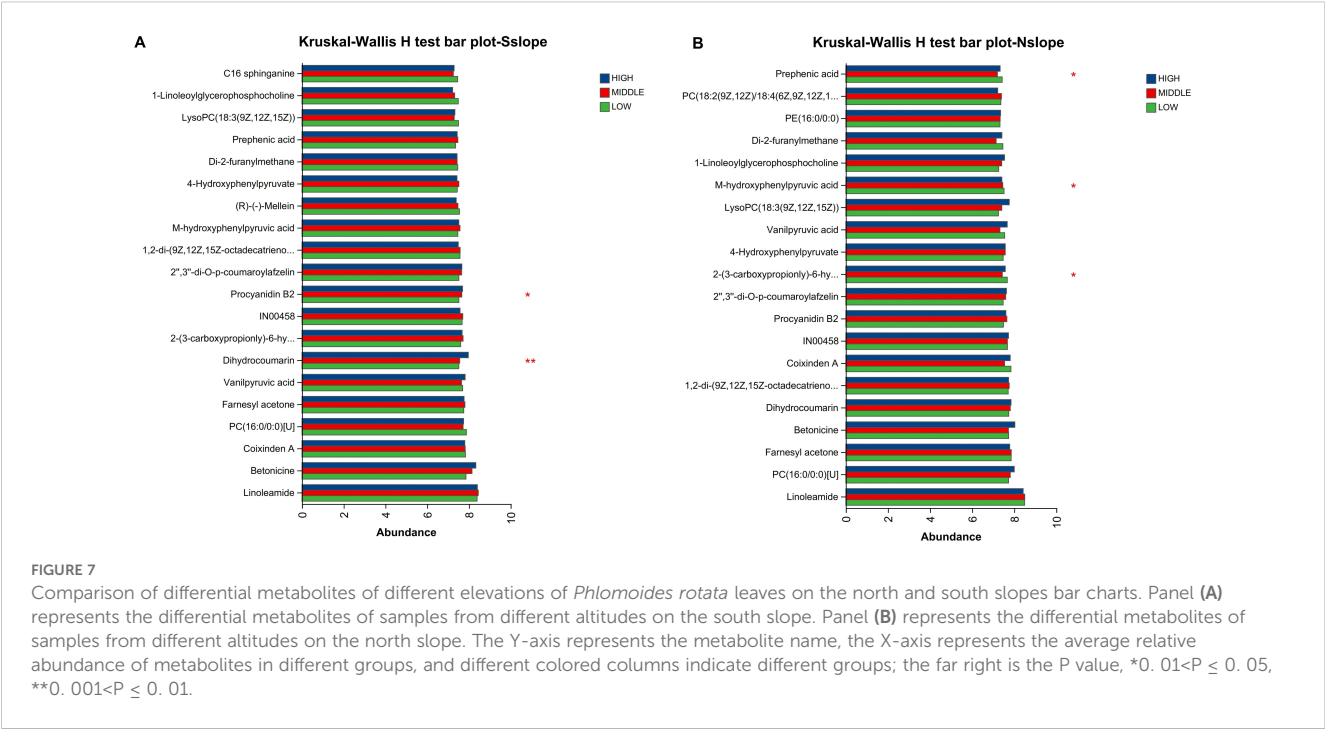 A
Kruskal-Wallis H test bar plot-Sslope
C16 sphinganine
1-Linoleoylglycerophosphocholine
LysoPC(18:3(9Z,12Z,15Z))
Prephenic acid
Di-2-furanylmethane
4-Hydroxyphenylpyruvate
(R)-(-)-Mellein
M-hydroxyphenylpyruvic acid
1,2-di-(9Z,12Z,15Z-octadecatrieno...
2",3"-di-O-p-coumaroylafzelin
Procyanidin B2
*
IN00458
2-(3-carboxypropionly)-6-hy...
Dihydrocoumarin
**
Vanilpyruvic acid
Farnesyl acetone
PC(16:0/0:0)[U]
Coixinden A
Betonicine
Linoleamide
0 2 4 6 8 10
Abundance
HIGH
MIDDLE
LOW
B
Kruskal-Wallis H test bar plot-Nslope
Prephenic acid
*
PC(18:2(9Z,12Z)/18:4(6Z,9Z,12Z,1...
PE(16:0/0:0)
Di-2-furanylmethane
1-Linoleoylglycerophosphocholine
M-hydroxyphenylpyruvic acid
*
LysoPC(18:3(9Z,12Z,15Z))
Vanilpyruvic acid
4-Hydroxyphenylpyruvate
2-(3-carboxypropionly)-6-hy...
*
2",3"-di-O-p-coumaroylafzelin
Procyanidin B2
IN00458
Coixinden A
1,2-di-(9Z,12Z,15Z-octadecatrieno...
Dihydrocoumarin
Betonicine
Farnesyl acetone
PC(16:0/0:0)[U]
Linoleamide
0 2 4 6 8 10
Abundance
HIGH
MIDDLE
LOW
FIGURE 7
Comparison of differential metabolites of different elevations of Phlomoides rotata leaves on the north and south slopes bar charts. Panel (A)
represents the differential metabolites of samples from different altitudes on the south slope. Panel (B) represents the differential metabolites of
samples from different altitudes on the north slope. The Y-axis represents the metabolite name, the X-axis represents the average relative
abundance of metabolites in different groups, and different colored columns indicate different groups; the far right is the P value, *0. 01<P ≤ 0. 05,
**0. 001<P ≤ 0. 01.